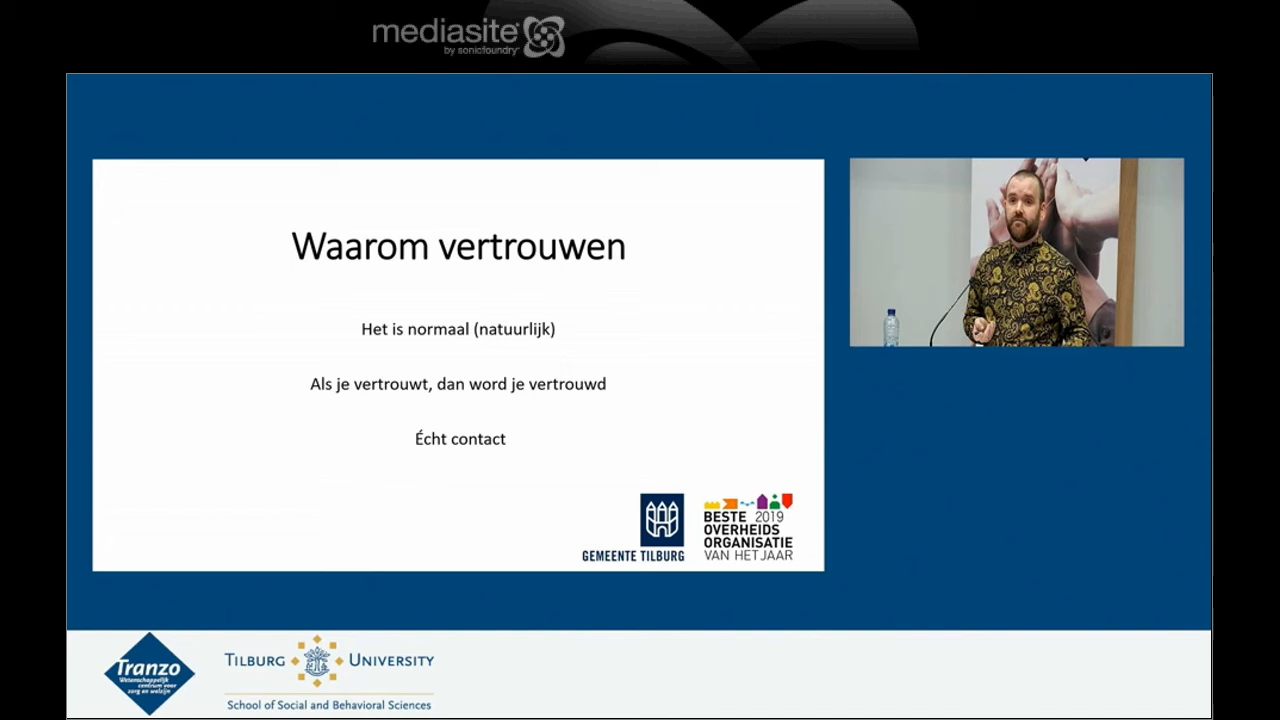 mediasite
by sonicfoundry
Waarom vertrouwen
Het is normaal (natuurlijk)
Als je vertrouwt, dan word je vertrouwd
Écht contact
GEMEENTE TILBURG
BESTE 2019
OVERHEIDS
ORGANISATIE
VAN HET JAAR
Tranzo
Wetenschappelijk
centrum voor
zorg en welzijn
TILBURG UNIVERSITY
School of Social and Behavioral Sciences